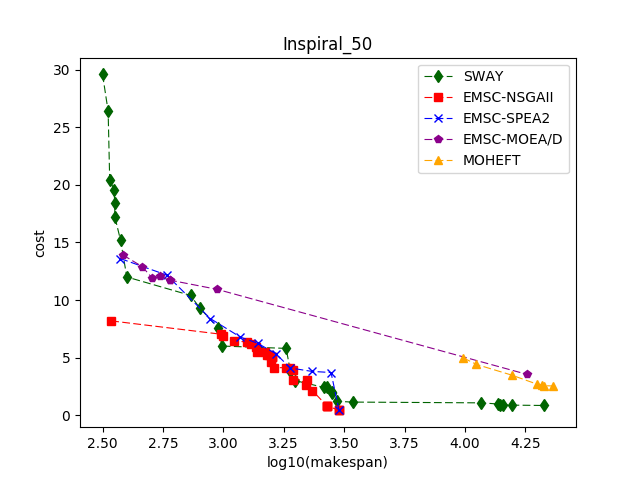 Inspiral_50
30
25
20
15
10
5
0
cost
2.50 2.75 3.00 3.25 3.50 3.75 4.00 4.25
log10(makespan)
SWAY
EMSC-NSGAII
EMSC-SPEA2
EMSC-MOEA/D
MOHEFT